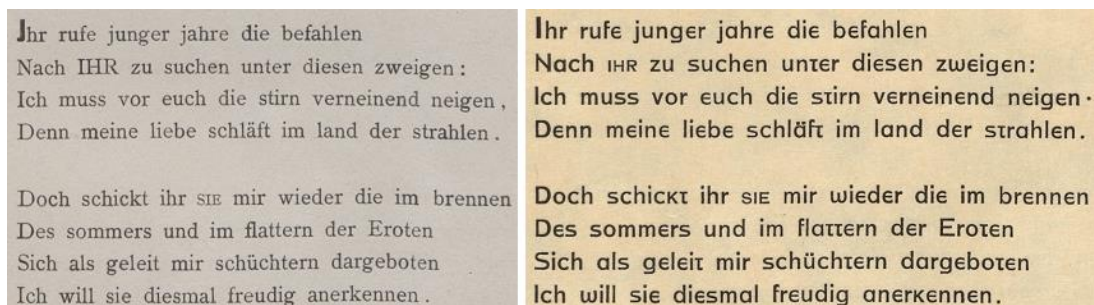 Ihr rufe junger jahre die befahlen
Nach IHR zu suchen unter diesen zweigen :
Ich muss vor euch die stirn verneinend neigen ,
Denn meine liebe schläft im land der strahlen .
Doch schickt ihr SIE mir wieder die im brennen
Des sommers und im flattern der Eroten
Sich als geleit mir schüchtern dargeboten
Ich will sie diesmal freudig anerkennen .
Ihr rufe junger jahre die befahlen
Nach IHR zu suchen unter diesen zweigen:
Ich muss vor euch die stirn verneinend neigen ·
Denn meine liebe schläft im land der strahlen.
Doch schickt ihr SIE mir wieder die im brennen
Des sommers und im flattern der Eroten
Sich als geleit mir schüchtern dargeboten
Ich will sie diesmal freudig anerkennen.